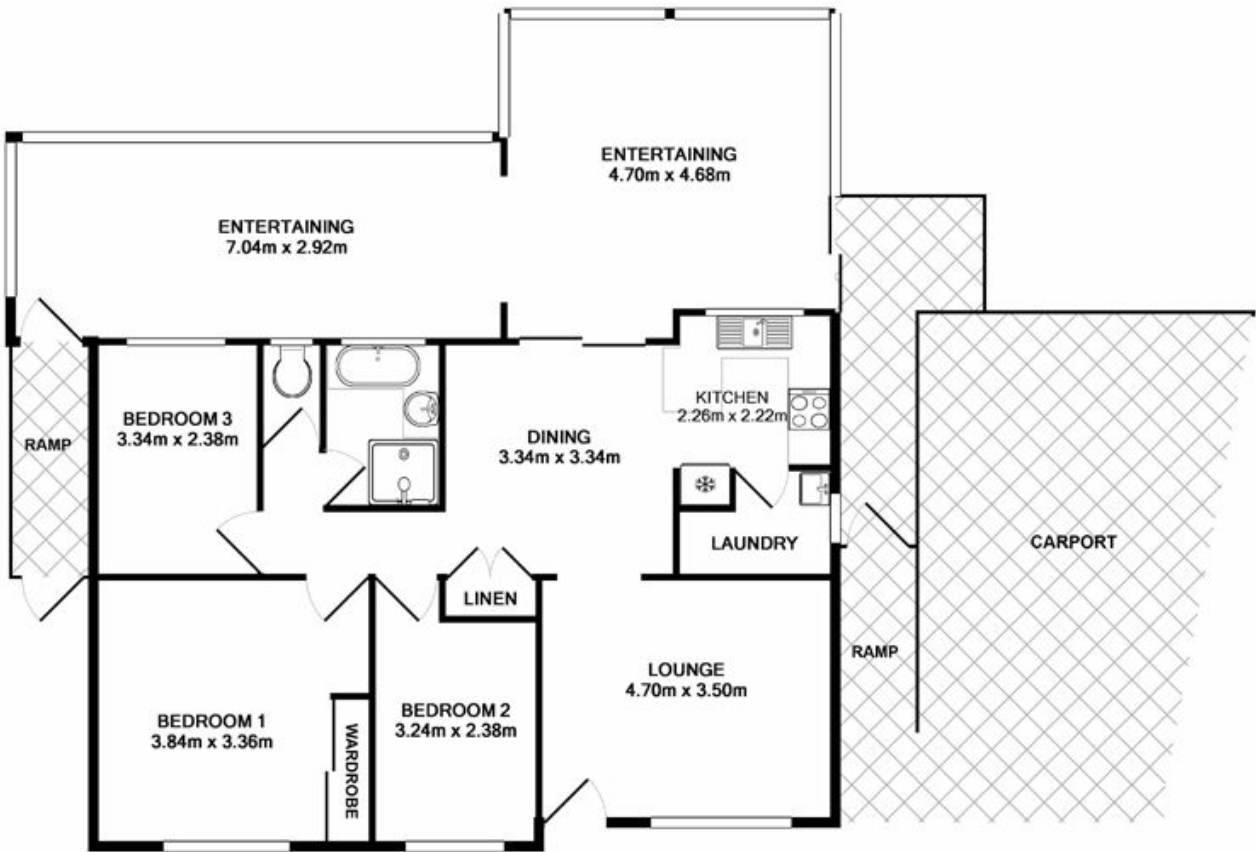 ENTERTAINING
4.70m x 4.68m
ENTERTAINING
7.04m x 2.92m
BEDROOM 3
3.34m x 2.38m
RAMP
DINING
3.34m x 3.34m
KITCHEN
2.26m x 2.22m
LAUNDRY
CARPORT
LINEN
RAMP
LOUNGE
4.70m x 3.50m
BEDROOM 1
3.84m x 3.36m
WARDROBE
BEDROOM 2
3.24m x 2.38m